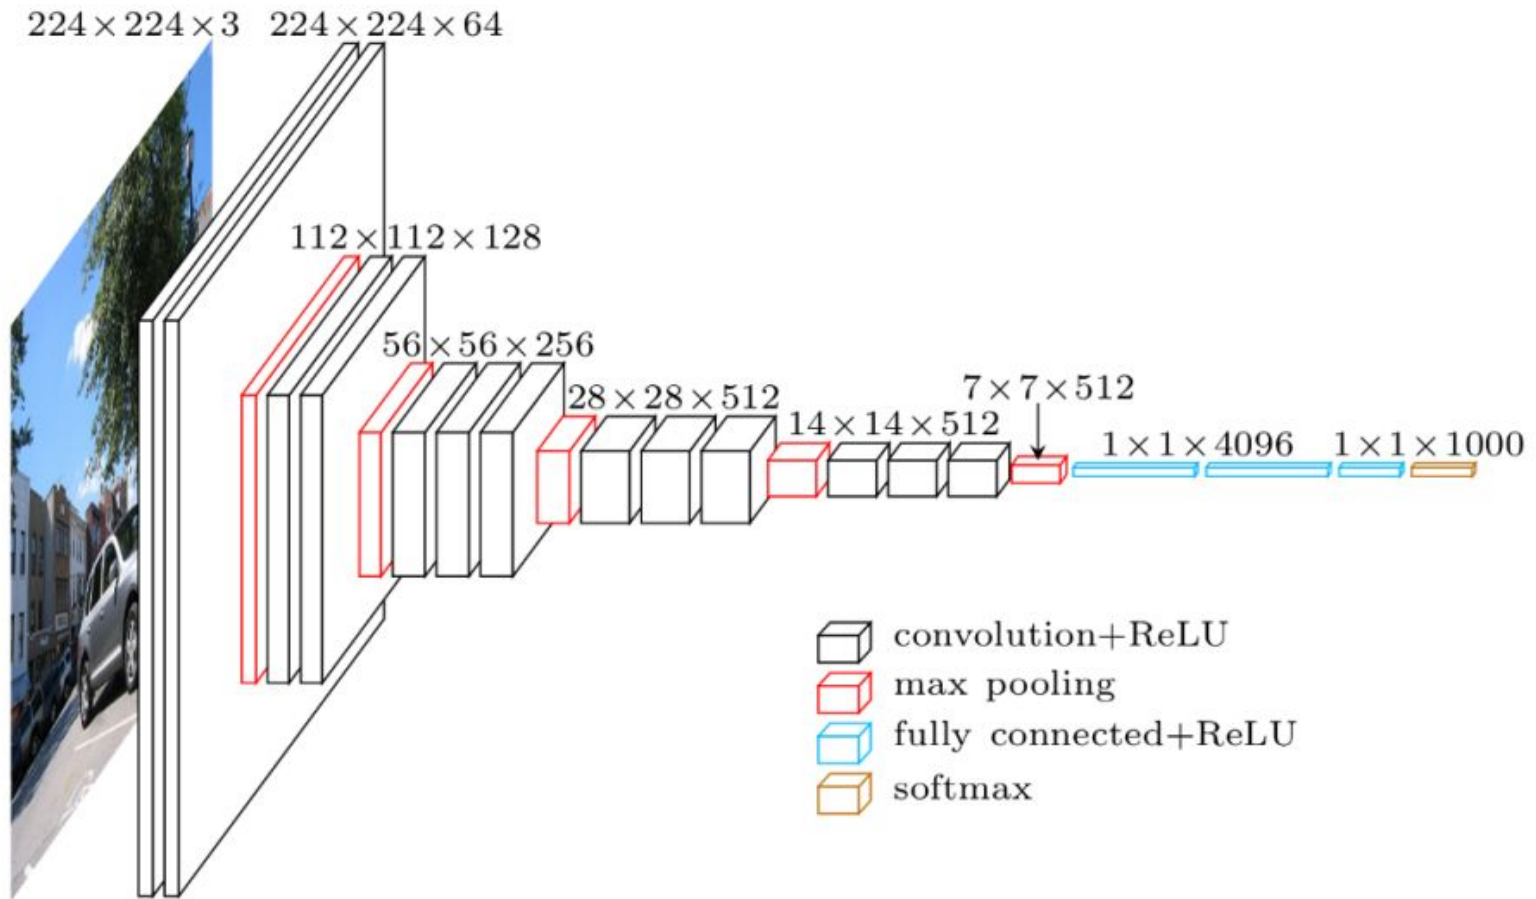 224×224×3
224×224×64
112×112×128
56×56×256
28×28×512
14×14×512
7×7×512
1×1×4096
1×1×1000
convolution+ReLU
max pooling
fully connected+ReLU
softmax